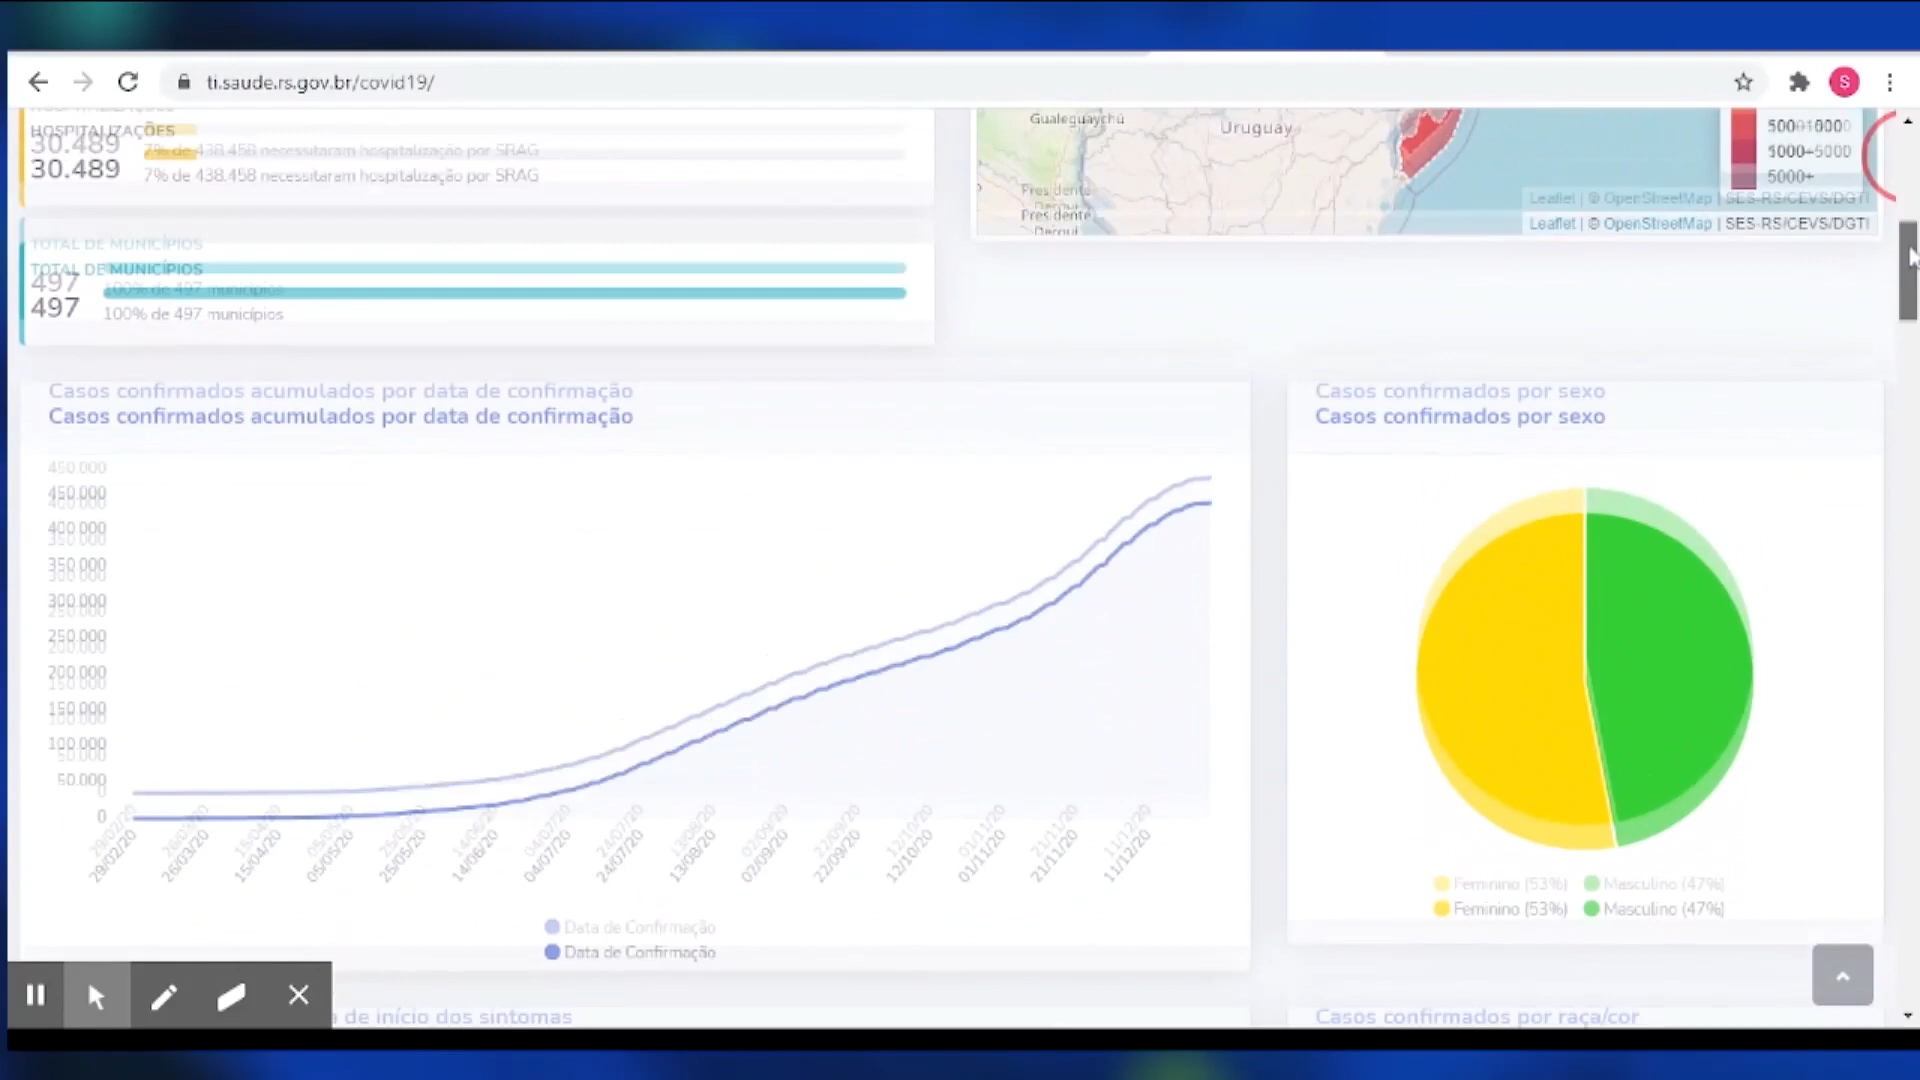 ti.saude.rs.gov.br/covid19/
S
HOSPITALIZAÇÕES
30.489
7% de 438.458 necessitaram hospitalização por SRAG
TOTAL DE MUNICÍPIOS
497
100% de 497 municípios
Gualeguaychú
Uruguay
Presidente
5000+
Leaflet | © OpenStreetMap | SES-RS/CEVS/DGTI
Casos confirmados acumulados por data de confirmação
450.000
400.000
350.000
300.000
250.000
200.000
150.000
100.000
50.000
0
29/02/20
26/03/20
15/04/20
05/05/20
25/05/20
14/06/20
04/07/20
24/07/20
13/08/20
02/09/20
22/09/20
12/10/20
01/11/20
21/11/20
11/12/20
Data de Confirmação
Casos confirmados por sexo
Feminino (53%) Masculino (47%)
de início dos sintomas
Casos confirmados por raça/cor